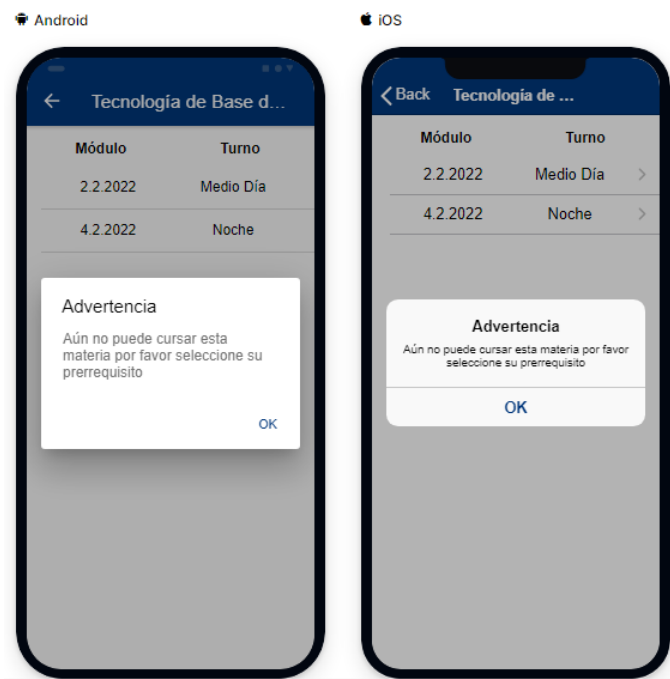 Android
Tecnología de Base d...
Módulo Turno
2.2.2022 Medio Día
4.2.2022 Noche
Advertencia
Aún no puede cursar esta
materia por favor seleccione su
prerrequisito
OK
iOS
Back Tecnología de ...
Módulo Turno
2.2.2022 Medio Día
4.2.2022 Noche
Advertencia
Aún no puede cursar esta materia por favor
seleccione su prerrequisito
OK